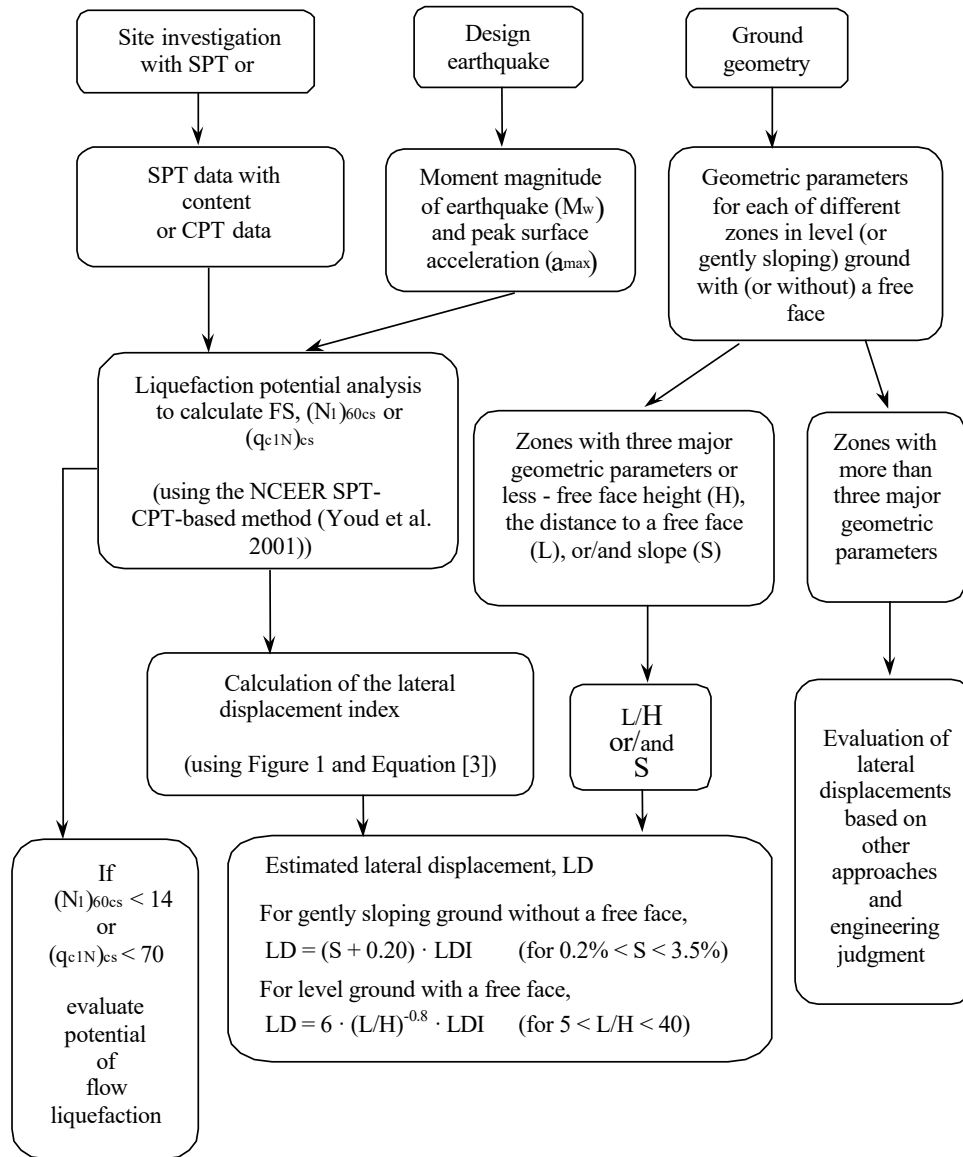 Site investigation
with SPT or
Design
earthquake
Ground
geometry
SPT data with
content
or CPT data
Moment magnitude
of earthquake (Mw)
and peak surface
acceleration (amax)
Geometric parameters
for each of different
zones in level (or
gently sloping) ground
with (or without) a free
face
Liquefaction potential analysis
to calculate FS, (N1)60cs or
(qc1N)cs
(using the NCEER SPT-
CPT-based method (Youd et al.
2001))
Zones with three major
geometric parameters or
less - free face height (H),
the distance to a free face
(L), or/and slope (S)
Zones with
more than
three major
geometric
parameters
Calculation of the lateral
displacement index
(using Figure 1 and Equation [3])
L/H
or/and
S
Evaluation of
lateral
displacements
based on
other
approaches
and
engineering
judgment
If
(N1)60cs < 14
or
(qc1N)cs < 70
evaluate
potential
of
flow
liquefaction
Estimated lateral displacement, LD
For gently sloping ground without a free face,
LD = (S + 0.20) · LDI (for 0.2% < S < 3.5%)
For level ground with a free face,
LD = 6 · (L/H)-0.8 · LDI (for 5 < L/H < 40)